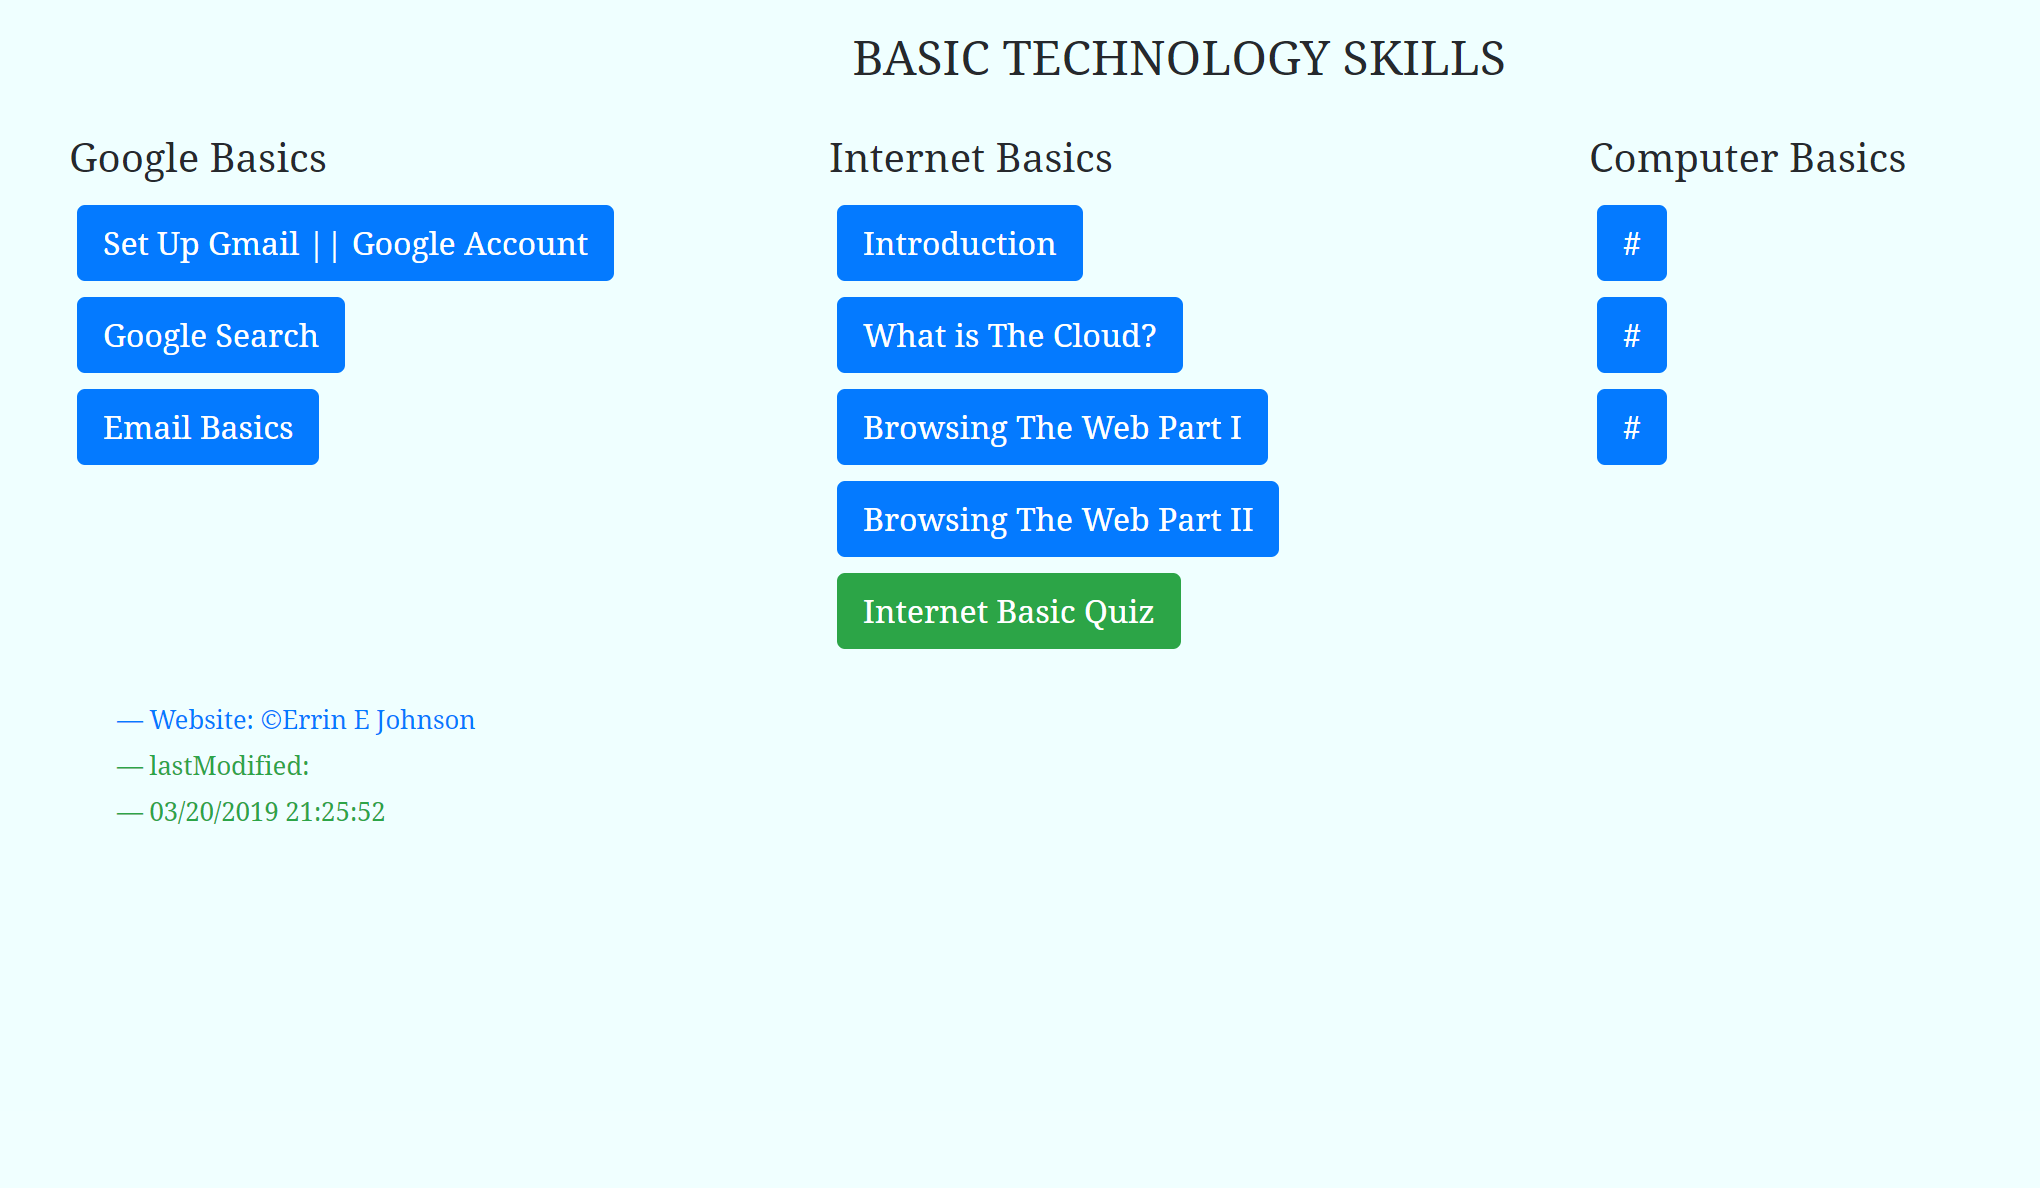 BASIC TECHNOLOGY SKILLS
Google Basics
Set Up Gmail || Google Account
Google Search
Email Basics
Internet Basics
Introduction
What is The Cloud?
Browsing The Web Part I
Browsing The Web Part II
Internet Basic Quiz
Computer Basics
#
#
#
— Website: ©Errin E Johnson
— lastModified:
— 03/20/2019 21:25:52